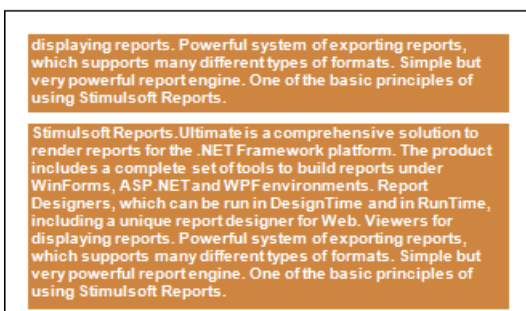 displaying reports. Powerful system of exporting reports,
which supports many different types of formats. Simple but
very powerful report engine. One of the basic principles of
using Stimulsoft Reports.
Stimulsoft Reports.Ultimate is a comprehensive solution to
render reports for the .NET Framework platform. The product
includes a complete set of tools to build reports under
WinForms, ASP.NET and WPF environments. Report
Designers, which can be run in DesignTime and in RunTime,
including a unique report designer for Web. Viewers for
displaying reports. Powerful system of exporting reports,
which supports many different types of formats. Simple but
very powerful report engine. One of the basic principles of
using Stimulsoft Reports.